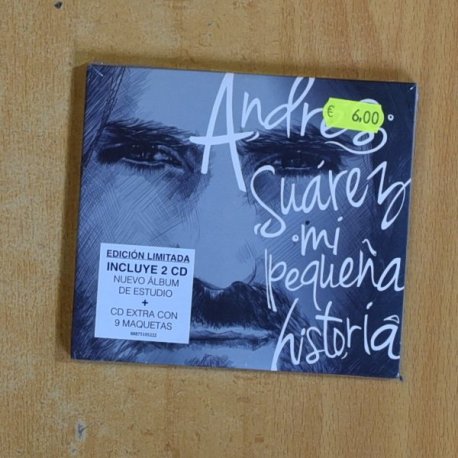 Andrés
Suárez
mi
pequeña
historia
€ 6,00
EDICIÓN LIMITADA
INCLUYE 2 CD
NUEVO ÁLBUM
DE ESTUDIO
+
CD EXTRA CON
9 MAQUETAS